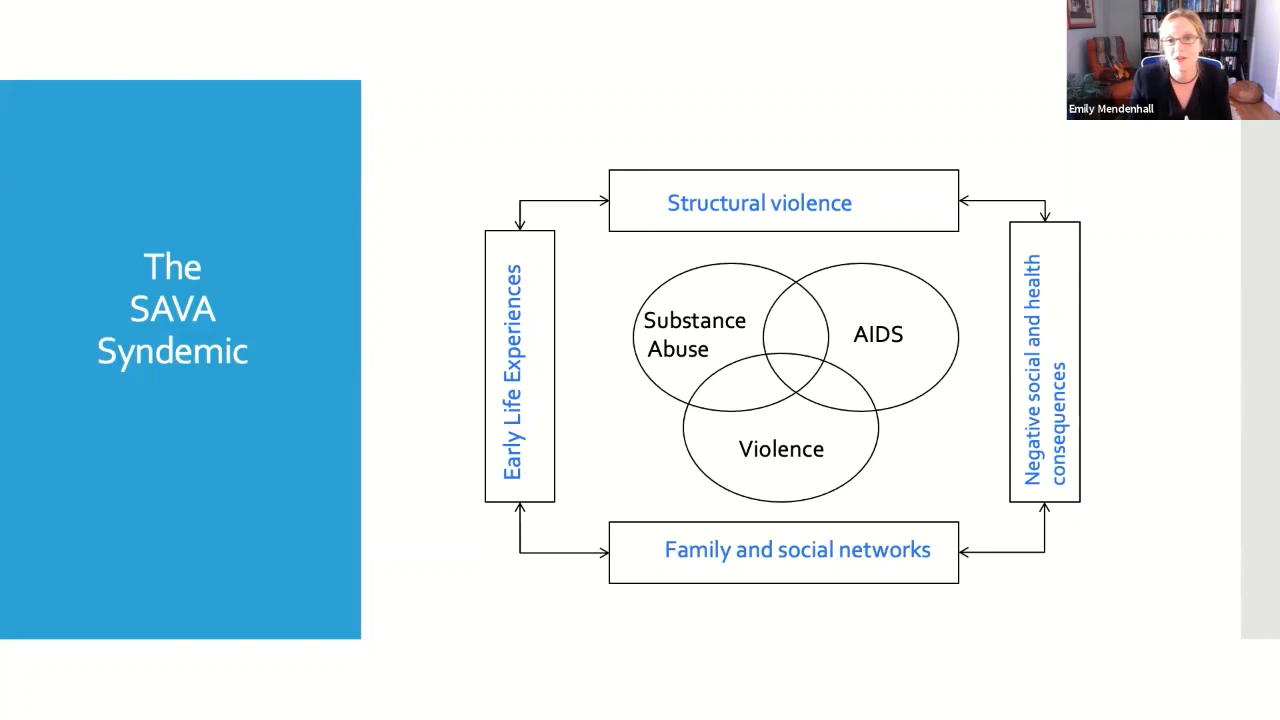 Emily Mendenhall
The
SAVA
Syndemic
Structural violence
Early Life Experiences
Substance
Abuse
AIDS
Violence
Negative social and health
consequences
Family and social networks